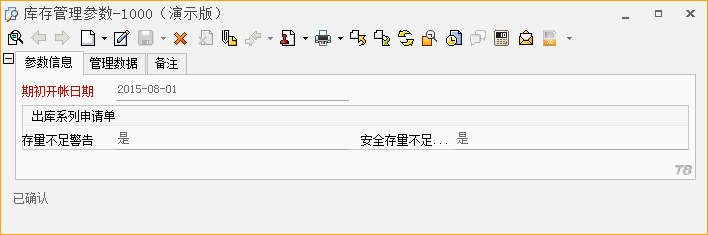 库存管理参数-1000（演示版）
参数信息 管理数据 备注
期初开帐日期 2015-08-01
出库系列申请单
存量不足警告 是 安全存量不足... 是
T8
已确认